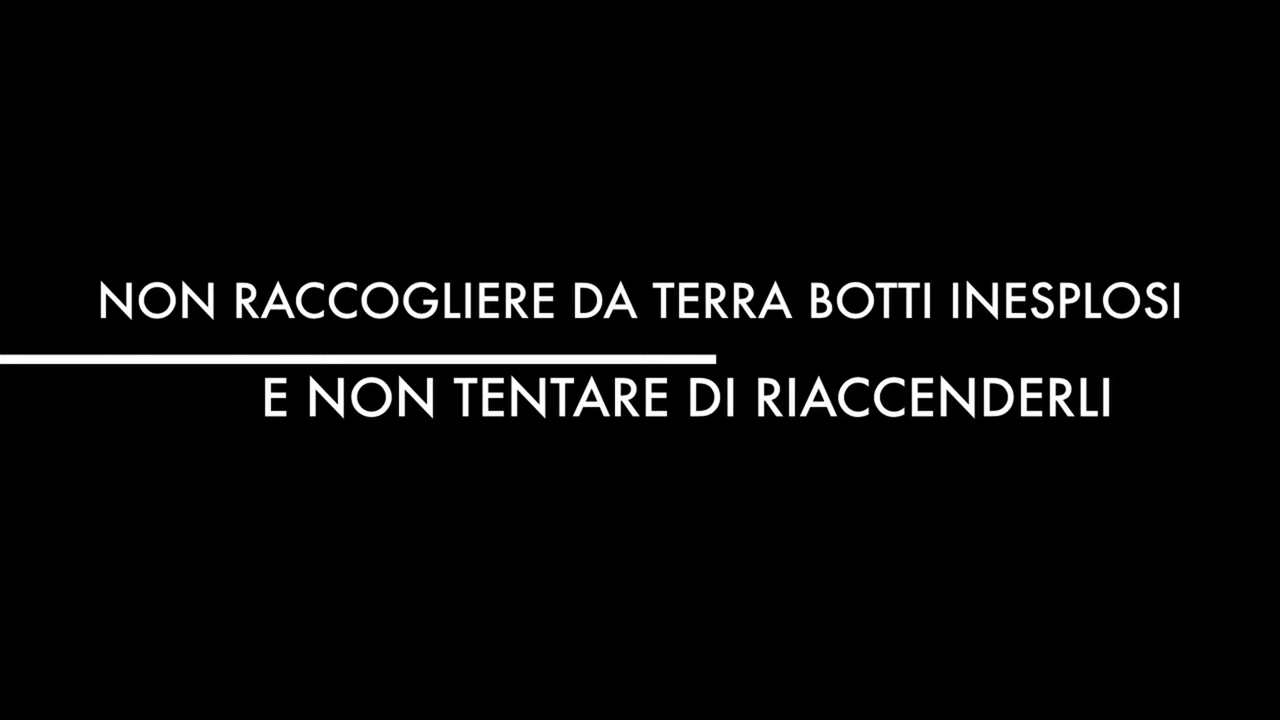 NON RACCOGLIERE DA TERRA BOTTI INESPLOSI
E NON TENTARE DI RIACCENDERLI